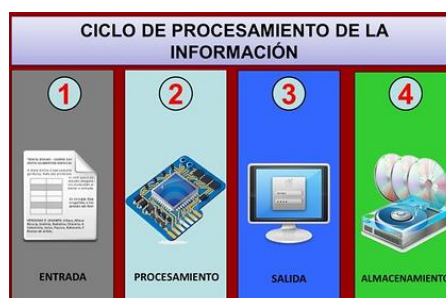 CICLO DE PROCESAMIENTO DE LA
INFORMACIÓN
1
2
3
4
ENTRADA
PROCESAMIENTO
SALIDA
ALMACENAMIENTO